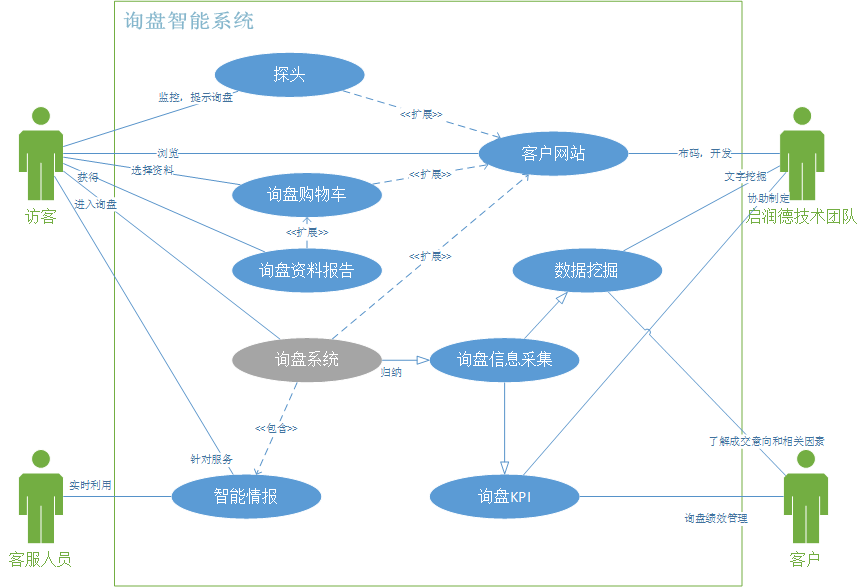 询盘智能系统
探头
监控，提示询盘
<<扩展>>
浏览
客户网站
布码，开发
选择资料
<<扩展>>
文字挖掘
获得
询盘购物车
协助制定
进入询盘
访客
启润德技术团队
<<扩展>>
<<扩展>>
询盘资料报告
数据挖掘
询盘系统
询盘信息采集
归纳
<<包含>>
了解成交意向和相关因素
针对服务
实时利用
智能情报
询盘KPI
询盘绩效管理
客服人员
客户